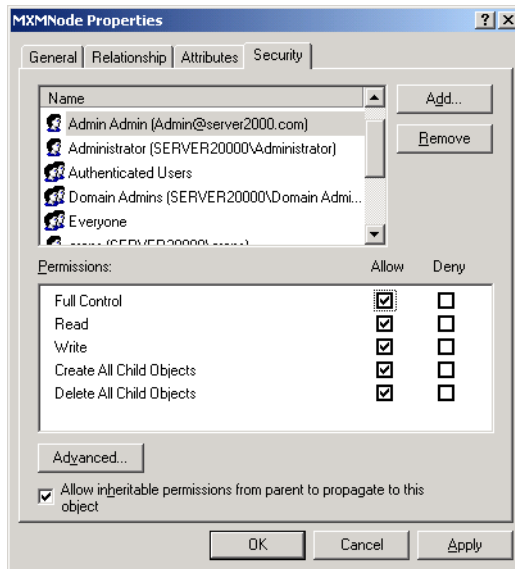 MXMNode Properties
General Relationship Attributes Security
Name
Admin Admin (Admin@server2000.com)
Administrator (SERVER20000\Administrator)
Authenticated Users
Domain Admins (SERVER20000\Domain Admi...
Everyone
Add...
Remove
Permissions: Allow Deny
Full Control
Read
Write
Create All Child Objects
Delete All Child Objects
Advanced...
Allow inheritable permissions from parent to propagate to this
object
OK Cancel Apply